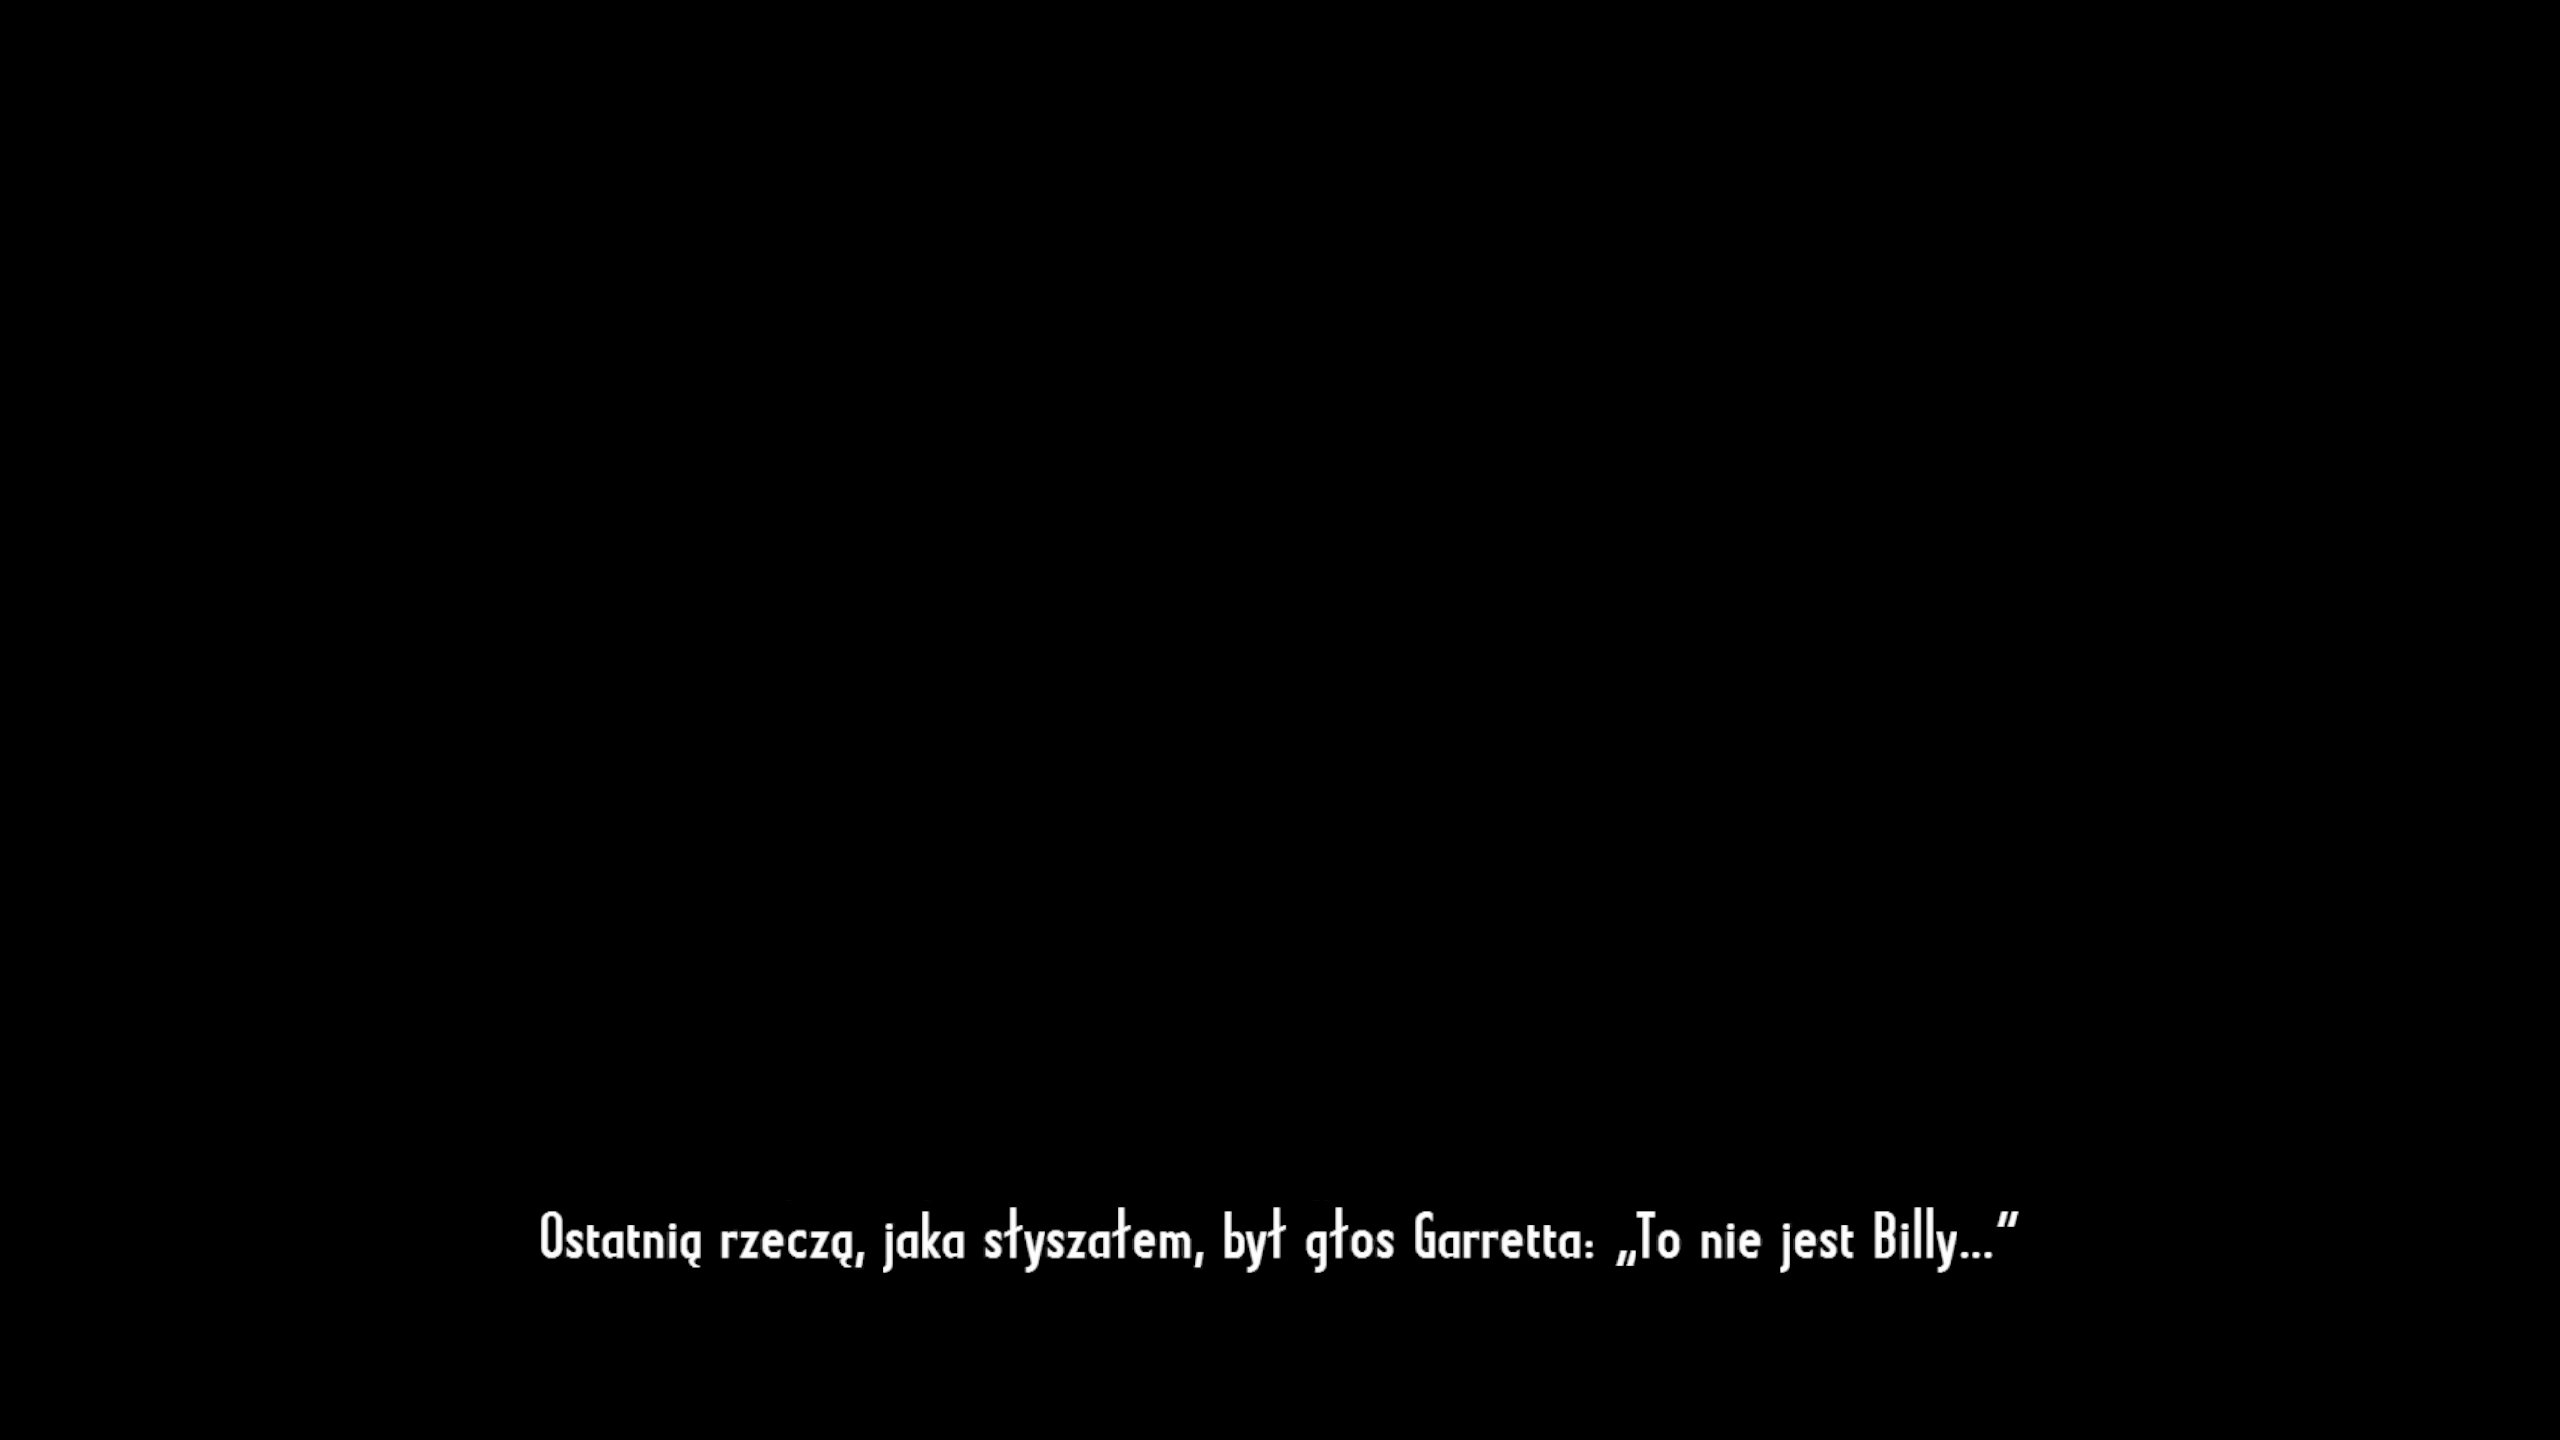 Ostatnią rzeczą, jaka słyszałem, był głos Garretta: „To nie jest Billy...”